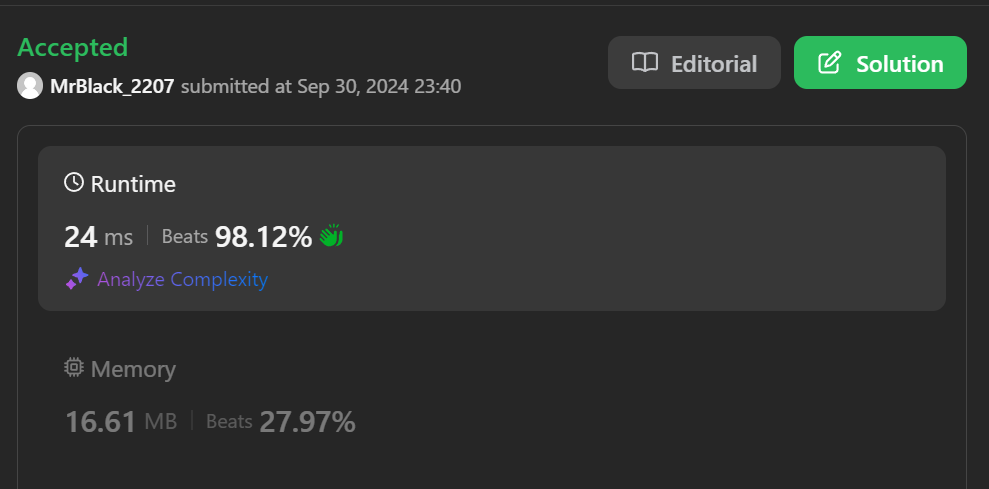 Accepted
Editorial
Solution
MrBlack_2207 submitted at Sep 30, 2024 23:40
Runtime
24 ms | Beats 98.12%
Analyze Complexity
Memory
16.61 MB | Beats 27.97%